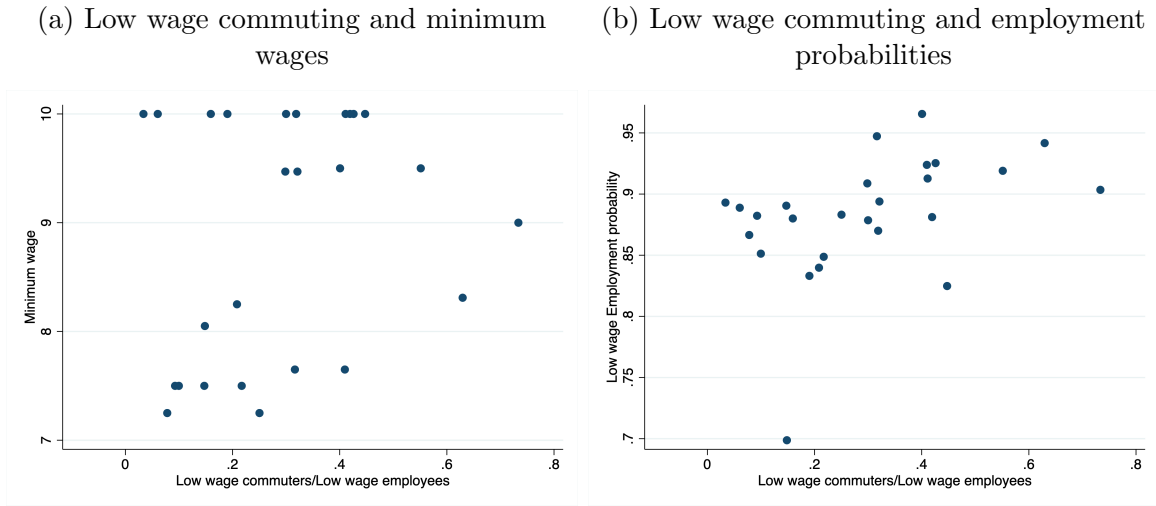 (a) Low wage commuting and minimum
wages
10
9
8
7
Minimum wage
0
.2
.4
.6
.8
Low wage commuters/Low wage employees
(b) Low wage commuting and employment
probabilities
.95
.9
.85
.8
.75
.7
Low wage Employment probability
0
.2
.4
.6
.8
Low wage commuters/Low wage employees